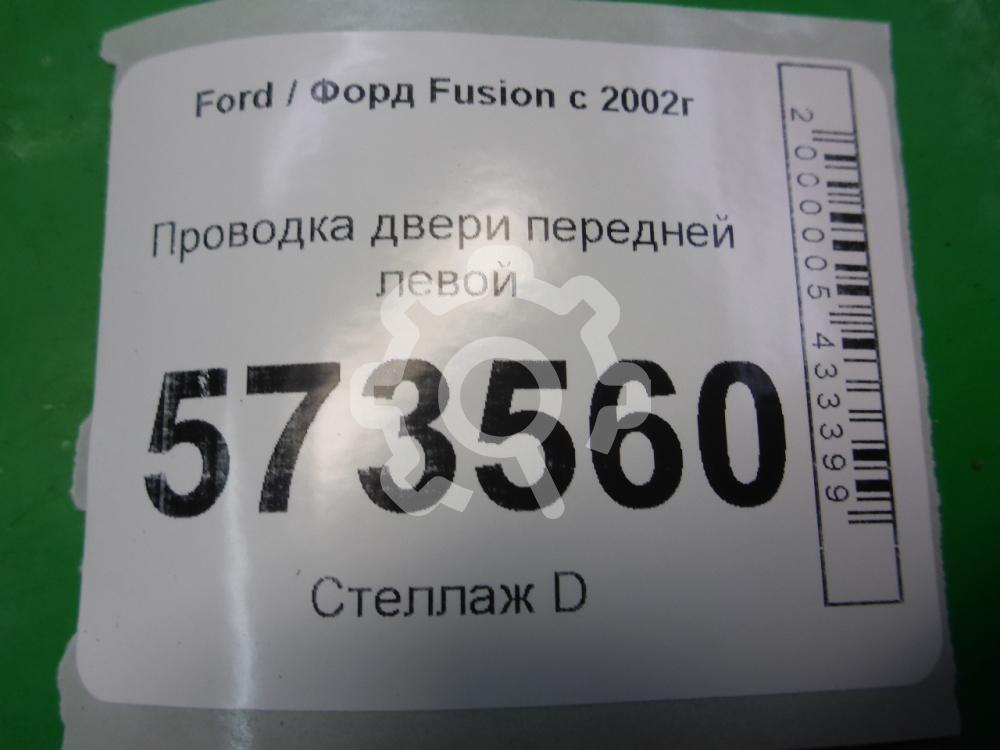 Ford / Форд Fusion с 2002г
Проводка двери передней
левой
573560
Стеллаж D
2000005433399